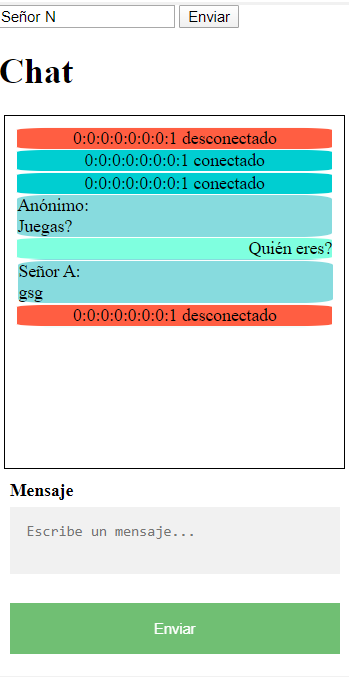 Señor N Enviar
Chat
0:0:0:0:0:0:0:1 desconectado
0:0:0:0:0:0:0:1 conectado
0:0:0:0:0:0:0:1 conectado
Anónimo:
Juegas?
Quién eres?
Señor A:
gsg
0:0:0:0:0:0:0:1 desconectado
Mensaje
Escribe un mensaje...
Enviar